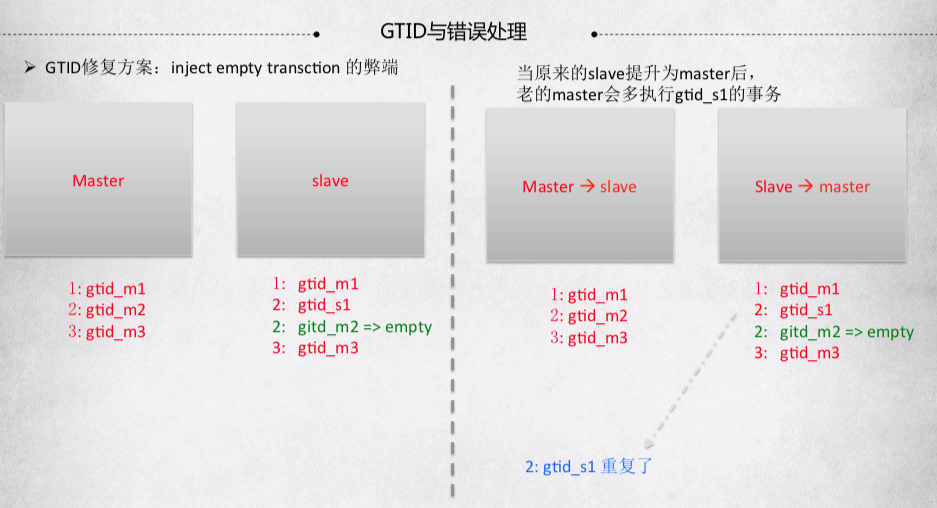 GTID与错误处理
➢ GTID修复方案：inject empty transction 的弊端
Master
slave
1: gtid_m1
2: gtid_m2
3: gtid_m3
1: gtid_m1
2: gtid_s1
2: gitd_m2 => empty
3: gtid_m3
当原来的slave提升为master后，
老的master会多执行gtid_s1的事务
Master → slave
Slave → master
1: gtid_m1
2: gtid_m2
3: gtid_m3
1: gtid_m1
2: gtid_s1
2: gitd_m2 => empty
3: gtid_m3
2: gtid_s1 重复了